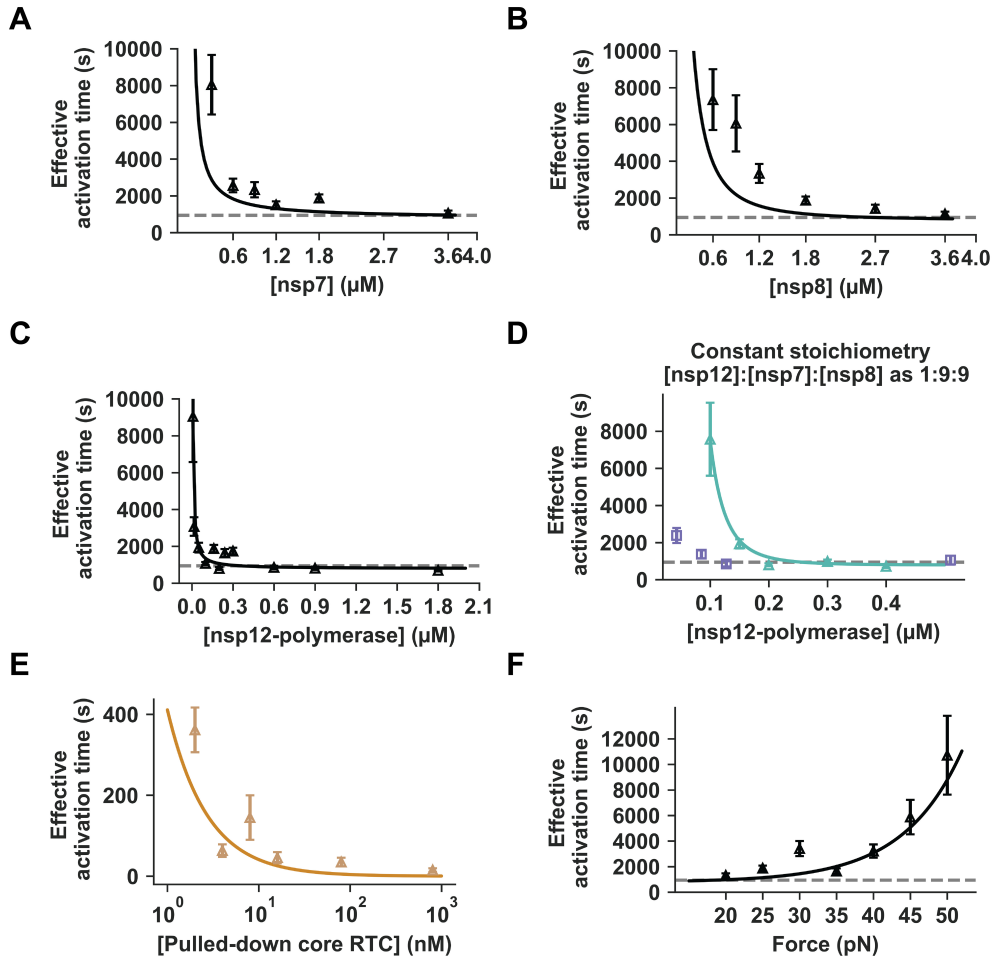 A
Effective
activation time (s)
10000
8000
6000
4000
2000
0
0.6 1.2 1.8 2.7 3.64.0
[nsp7] (µM)
B
Effective
activation time (s)
10000
8000
6000
4000
2000
0
0.6 1.2 1.8 2.7 3.64.0
[nsp8] (µM)
C
Effective
activation time (s)
10000
8000
6000
4000
2000
0
0.0 0.3 0.6 0.9 1.2 1.5 1.8 2.1
[nsp12-polymerase] (µM)
D
Constant stoichiometry
[nsp12]:[nsp7]:[nsp8] as 1:9:9
Effective
activation time (s)
8000
6000
4000
2000
0
0.1 0.2 0.3 0.4
[nsp12-polymerase] (µM)
E
Effective
activation time (s)
400
200
0
10⁰ 10¹ 10² 10³
[Pulled-down core RTC] (nM)
F
Effective
activation time (s)
12000
10000
8000
6000
4000
2000
0
20 25 30 35 40 45 50
Force (pN)